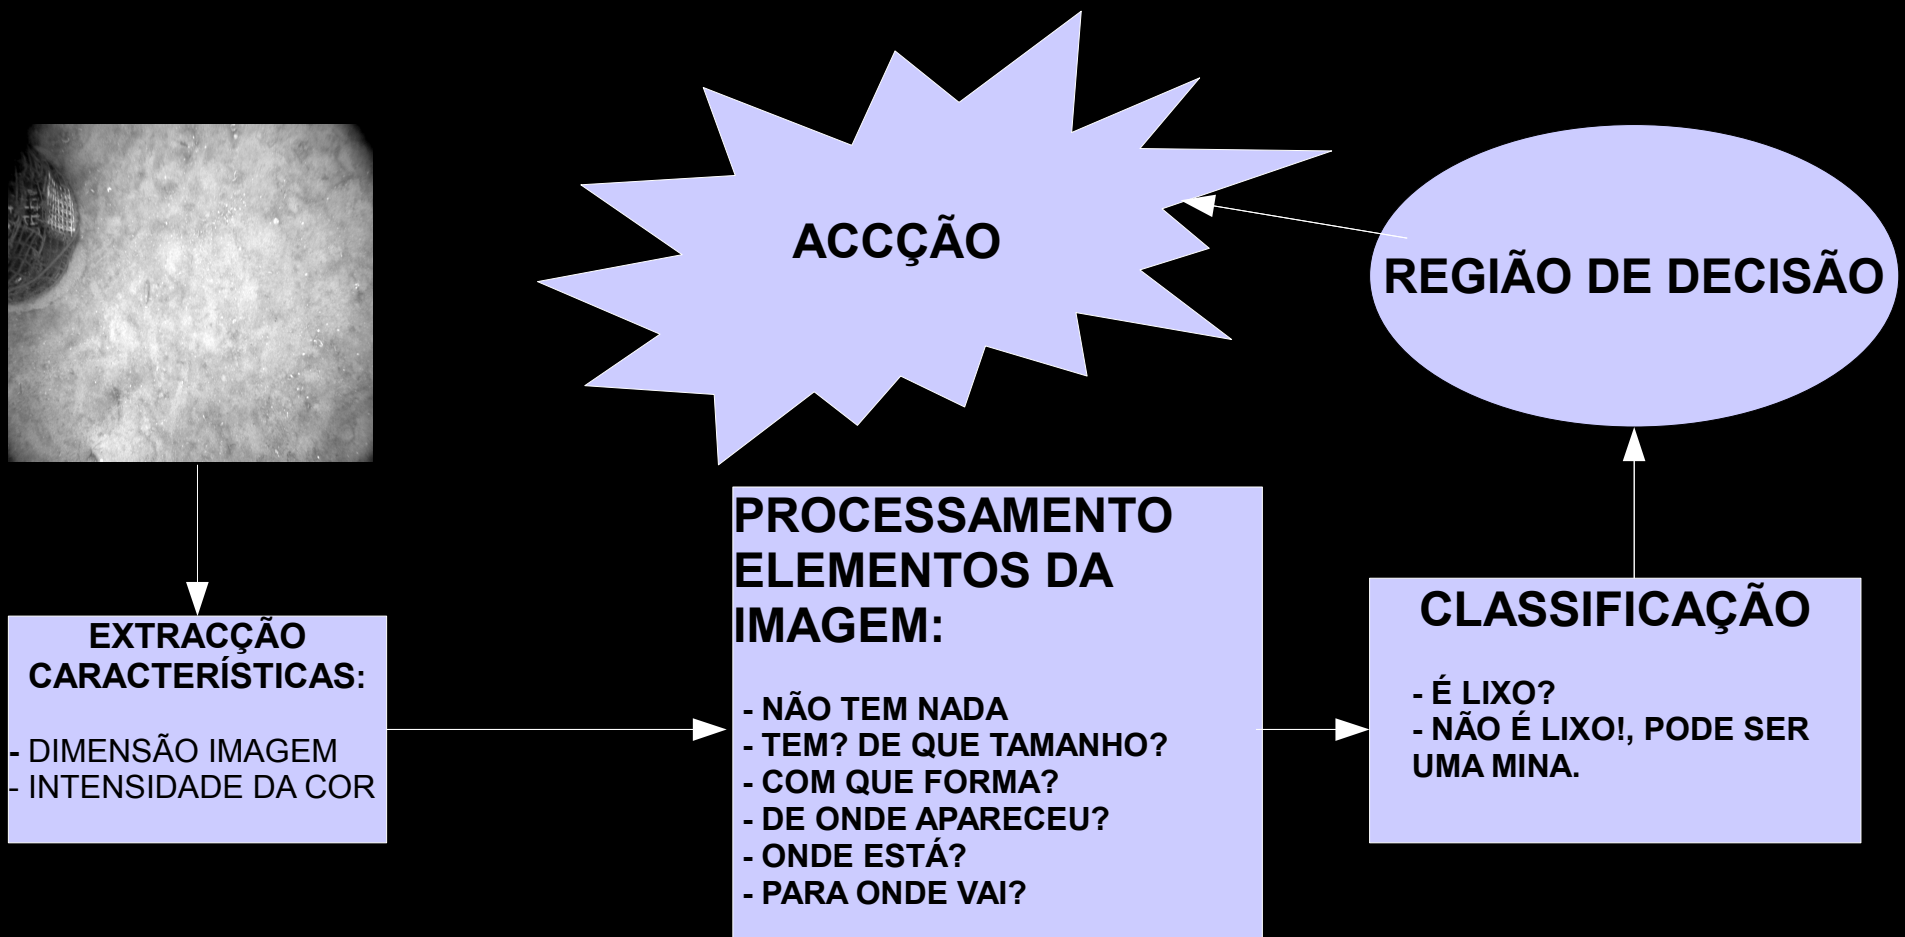 ACCÇÃO
REGIÃO DE DECISÃO
EXTRACÇÃO
CARACTERÍSTICAS:
- DIMENSÃO IMAGEM
- INTENSIDADE DA COR
PROCESSAMENTO
ELEMENTOS DA
IMAGEM:
- NÃO TEM NADA
- TEM? DE QUE TAMANHO?
- COM QUE FORMA?
- DE ONDE APARECEU?
- ONDE ESTÁ?
- PARA ONDE VAI?
CLASSIFICAÇÃO
- É LIXO?
- NÃO É LIXO!, PODE SER
UMA MINA.